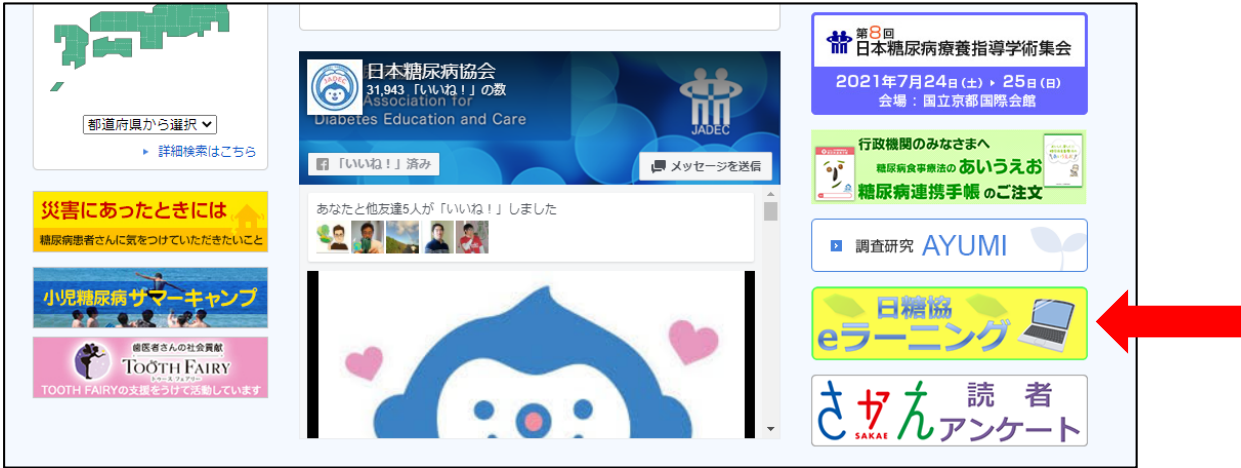 都道府県から選択
詳細検索はこちら
災害にあったときには
糖尿病患者さんに気をつけていただきたいこと
小児糖尿病サマーキャンプ
歯医者さんの社会貢献
TOOTH FAIRY
トゥース・フェアリー
TOOTH FAIRYの支援をうけて活動しています
JADEC
日本糖尿病協会
31,943「いいね！」の数
Association for
Diabetes Education and Care
JADEC
「いいね！」済み
メッセージを送信
あなたと他友達5人が「いいね！」しました
第8回
日本糖尿病療養指導学術集会
2021年7月24日(土)・25日(日)
会場：国立京都国際会館
行政機関のみなさまへ
糖尿病食事療法の あいうえお
糖尿病連携手帳 のご注文
調査研究 AYUMI
日糖協
eラーニング
さかえ
SAKAE
読者
アンケート